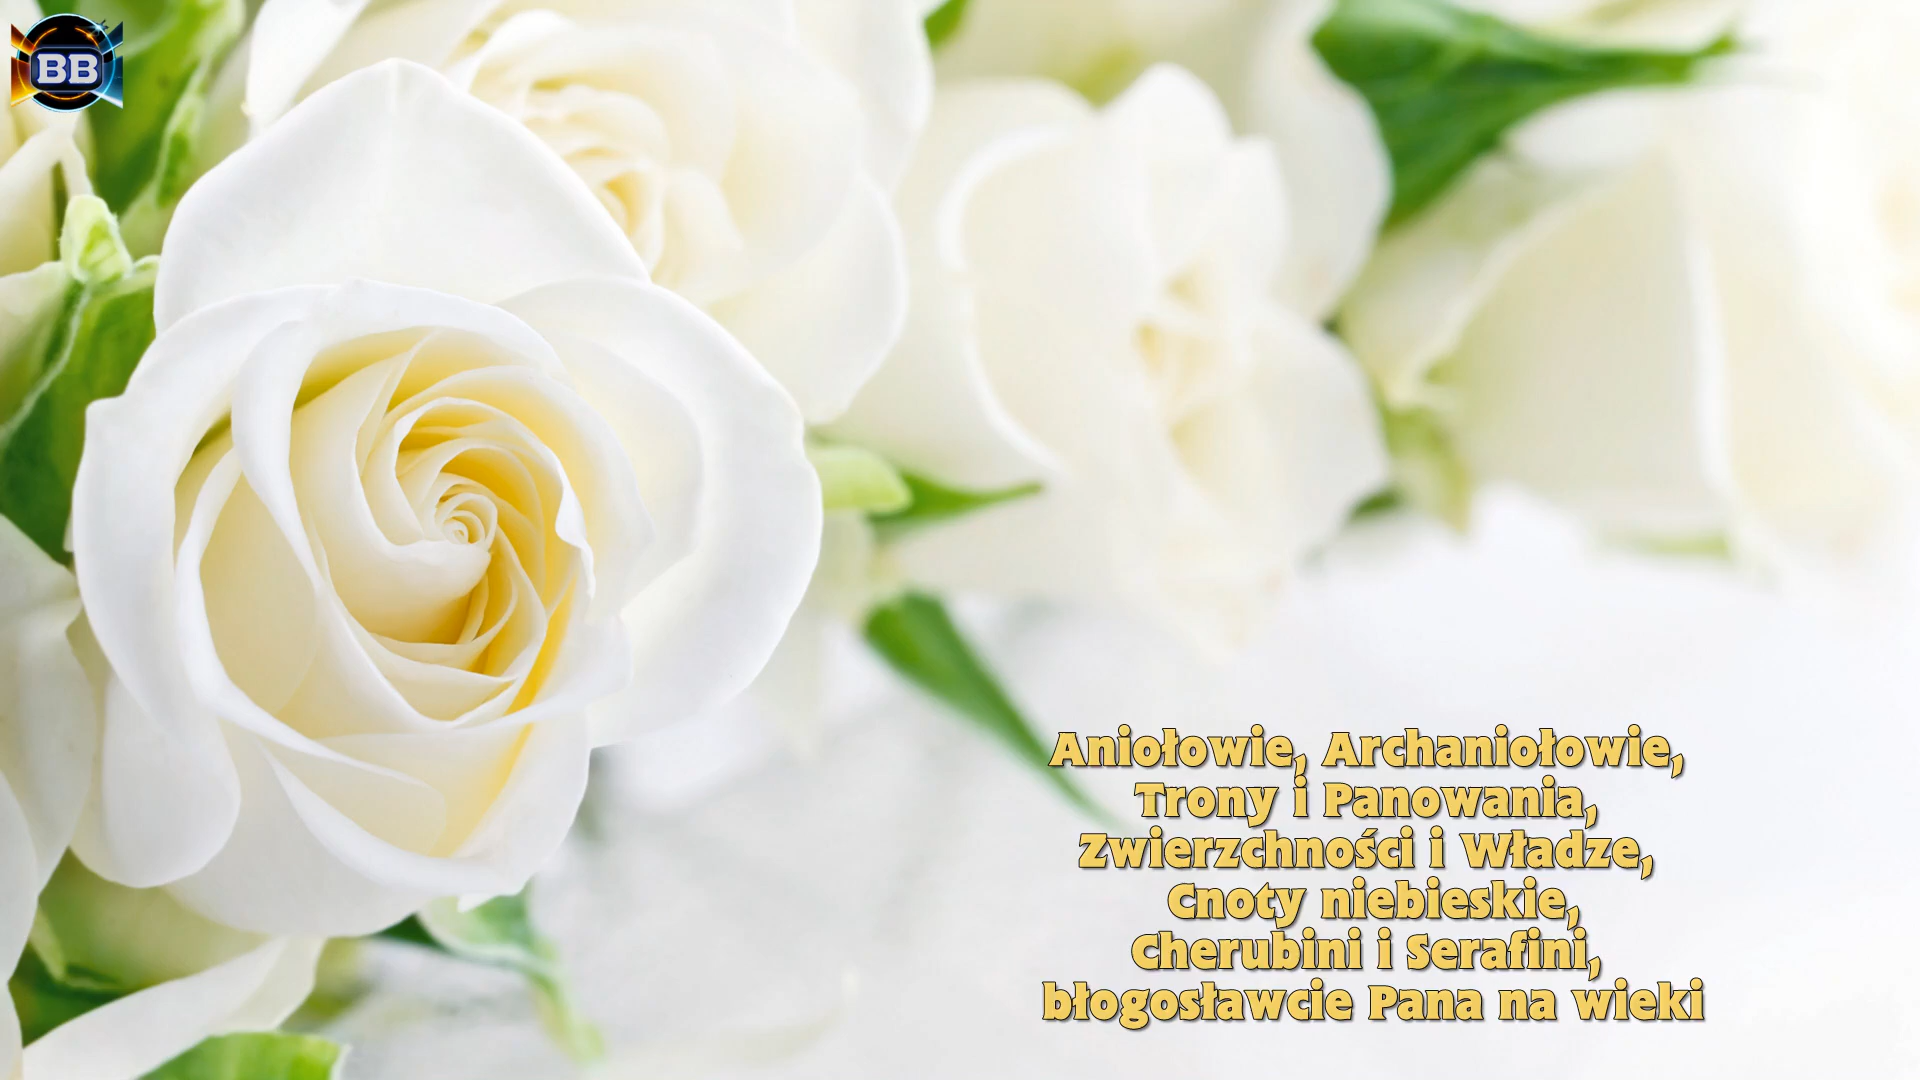 BB
Aniołowie, Archaniołowie,
Trony i Panowania,
Zwierzchności i Władze,
Cnoty niebieskie,
Cherubini i Serafini,
błogosławcie Pana na wieki